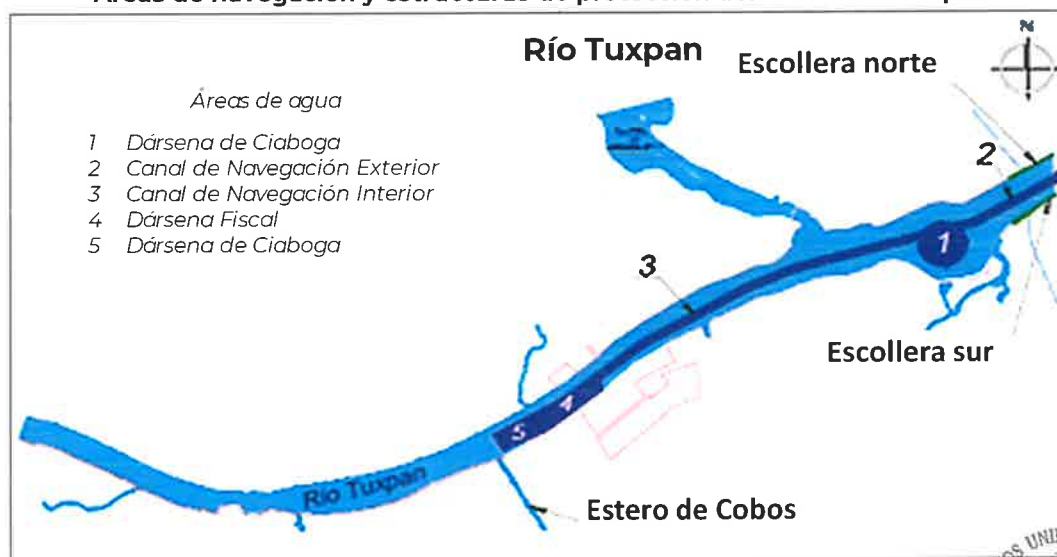 Río Tuxpan
Escollera norte
N
Áreas de agua
1 Dársena de Ciaboga
2 Canal de Navegación Exterior
3 Canal de Navegación Interior
4 Dársena Fiscal
5 Dársena de Ciaboga
2
1
3
Escollera sur
4
5
Río Tuxpan
Estero de Cobos
OS UNI